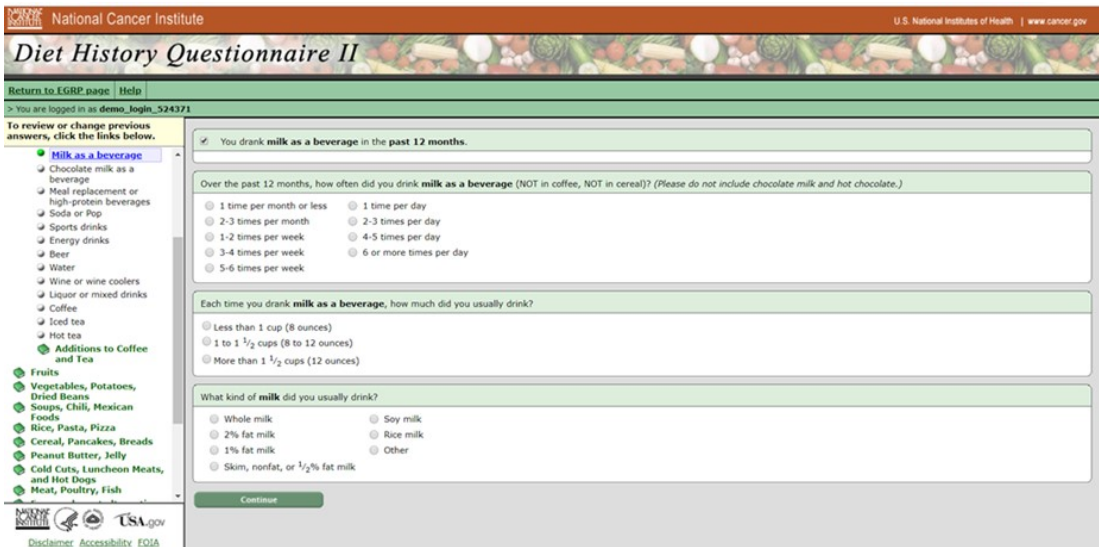 NATIONAL CANCER INSTITUTE
National Cancer Institute
U.S. National Institutes of Health | www.cancer.gov
Diet History Questionnaire II
Return to EGRP page Help
> You are logged in as demo_login_524371
To review or change previous
answers, click the links below.
Milk as a beverage
Chocolate milk as a
beverage
Meal replacement or
high-protein beverages
Soda or Pop
Sports drinks
Energy drinks
Beer
Water
Wine or wine coolers
Liquor or mixed drinks
Coffee
Iced tea
Hot tea
Additions to Coffee
and Tea
Fruits
Vegetables, Potatoes,
Dried Beans
Soups, Chili, Mexican
Foods
Rice, Pasta, Pizza
Cereal, Pancakes, Breads
Peanut Butter, Jelly
Cold Cuts, Luncheon Meats,
and Hot Dogs
Meat, Poultry, Fish
NATIONAL CANCER INSTITUTE
USA.gov
Disclaimer Accessibility FOIA
You drank milk as a beverage in the past 12 months.
Over the past 12 months, how often did you drink milk as a beverage (NOT in coffee, NOT in cereal)? (Please do not include chocolate milk and hot chocolate.)
1 time per month or less 1 time per day
2-3 times per month 2-3 times per day
1-2 times per week 4-5 times per day
3-4 times per week 6 or more times per day
5-6 times per week
Each time you drank milk as a beverage, how much did you usually drink?
Less than 1 cup (8 ounces)
1 to 1 1/2 cups (8 to 12 ounces)
More than 1 1/2 cups (12 ounces)
What kind of milk did you usually drink?
Whole milk Soy milk
2% fat milk Rice milk
1% fat milk Other
Skim, nonfat, or 1/2% fat milk
Continue